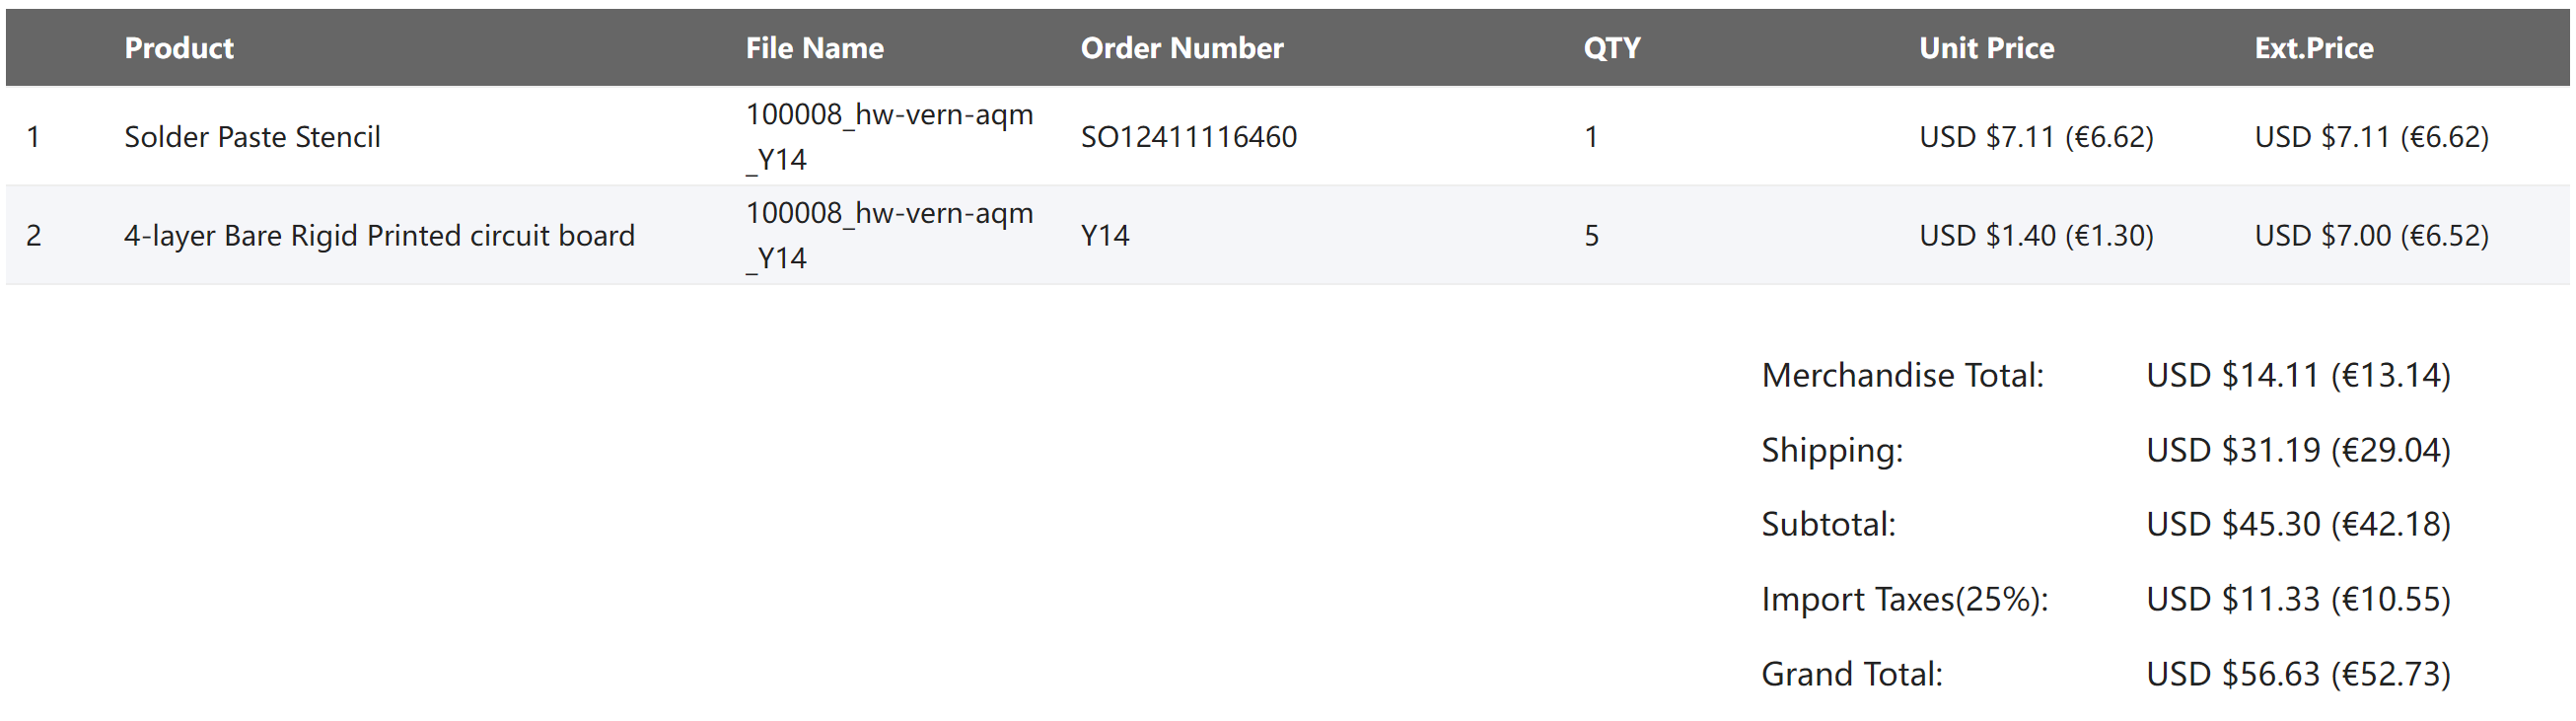 Product File Name Order Number QTY Unit Price Ext.Price
1 Solder Paste Stencil 100008_hw-vern-aqm
_Y14 SO12411116460 1 USD $7.11 (€6.62) USD $7.11 (€6.62)
2 4-layer Bare Rigid Printed circuit board 100008_hw-vern-aqm
_Y14 Y14 5 USD $1.40 (€1.30) USD $7.00 (€6.52)
Merchandise Total: USD $14.11 (€13.14)
Shipping: USD $31.19 (€29.04)
Subtotal: USD $45.30 (€42.18)
Import Taxes(25%): USD $11.33 (€10.55)
Grand Total: USD $56.63 (€52.73)